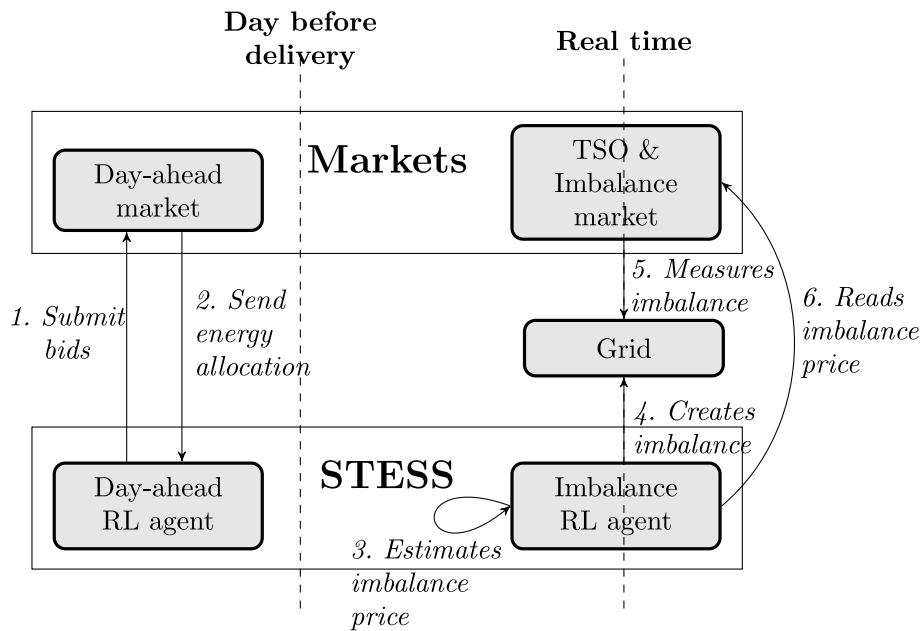 Day before
delivery
Real time
Markets
Day-ahead
market
TSO &
Imbalance
market
1. Submit
bids
2. Send
energy
allocation
5. Measures
imbalance
6. Reads
imbalance
price
Grid
4. Creates
imbalance
STESS
Day-ahead
RL agent
Imbalance
RL agent
3. Estimates
imbalance
price